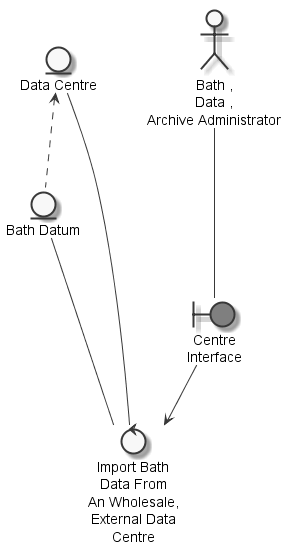 Data Centre
Bath ,
Data ,
Archive Administrator
Bath Datum
Centre
Interface
Import Bath
Data From
An Wholesale,
External Data
Centre